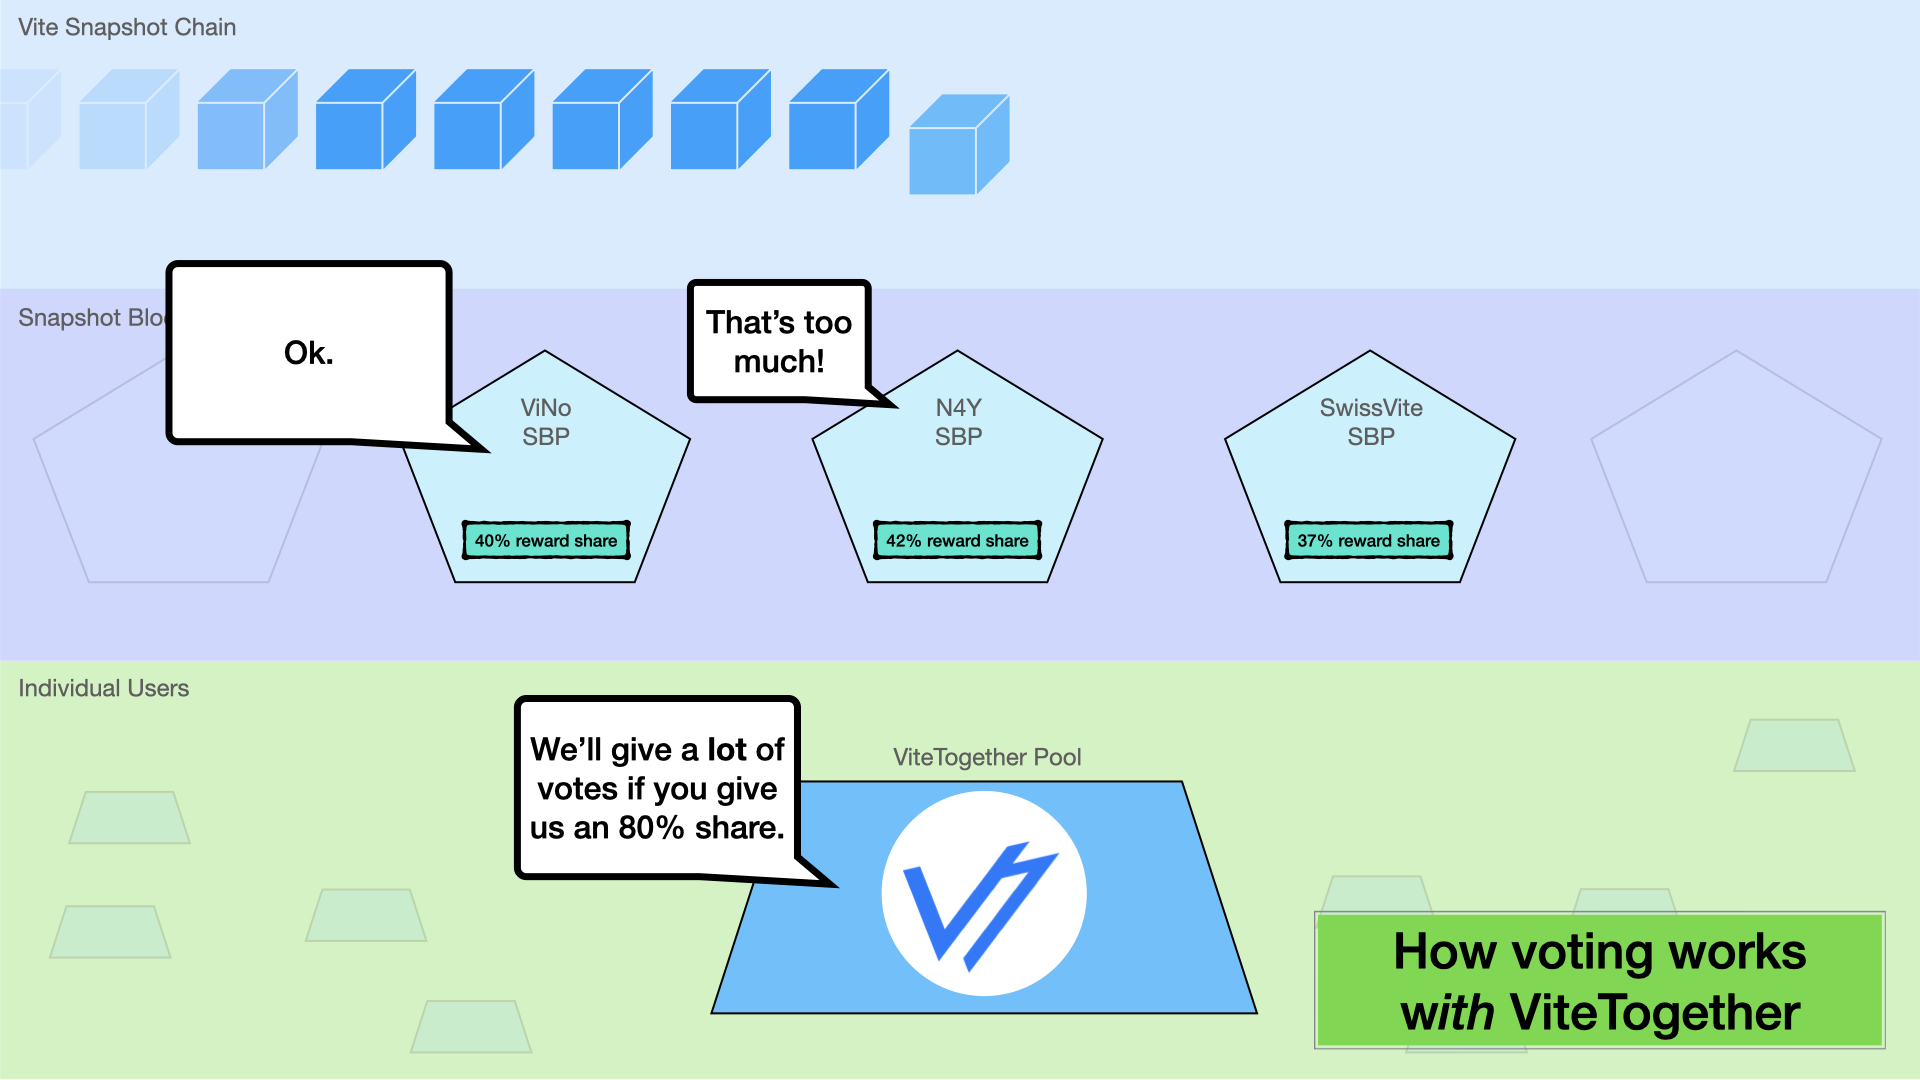 Vite Snapshot Chain
Snapshot Bloc
Ok.
That's too
much!
ViNo
SBP
N4Y
SBP
SwissVite
SBP
40% reward share
42% reward share
37% reward share
Individual Users
We'll give a lot of
votes if you give
us an 80% share.
ViteTogether Pool
How voting works
with ViteTogether